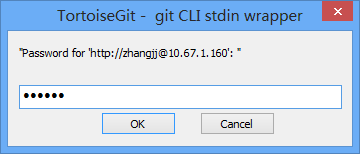 TortoiseGit - git CLI stdin wrapper
"Password for 'http://zhangjj@10.67.1.160': "
●●●●●●
OK
Cancel